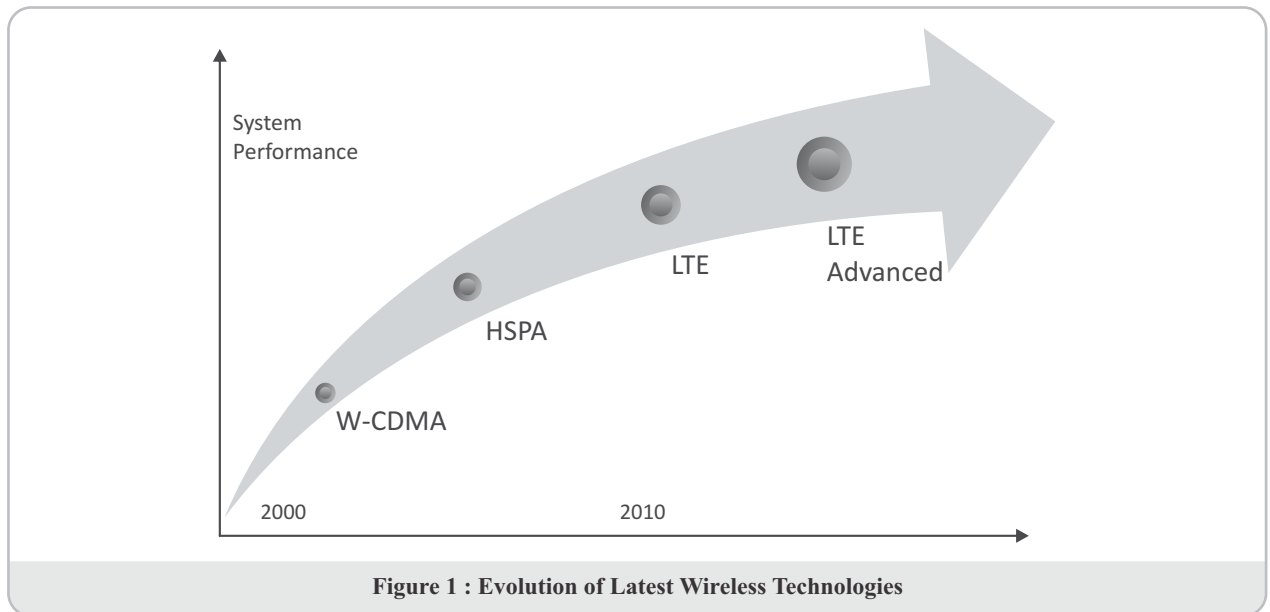 System
Performance
LTE
Advanced
LTE
HSPA
W-CDMA
2000
2010
Figure 1 : Evolution of Latest Wireless Technologies